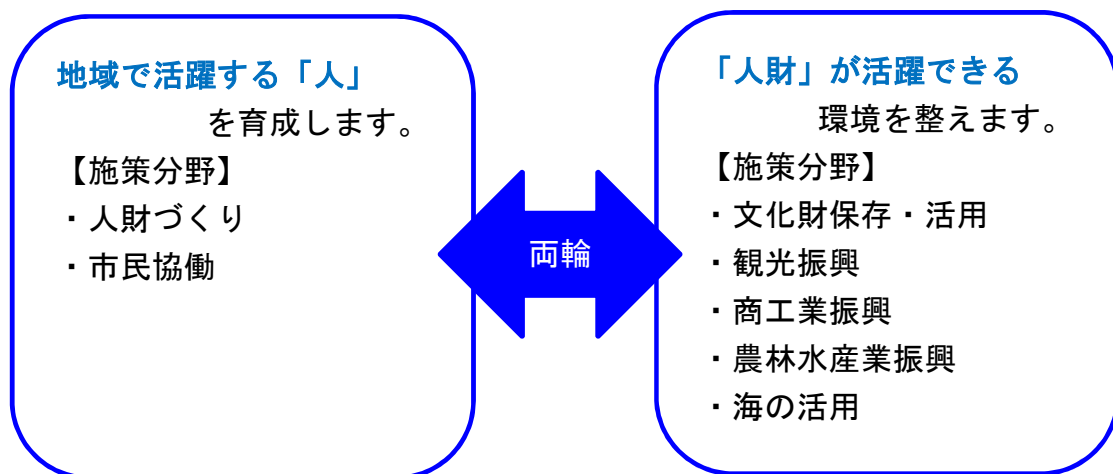 地域で活躍する「人」
を育成します。
【施策分野】
・人財づくり
・市民協働
両輪
「人財」が活躍できる
環境を整えます。
【施策分野】
・文化財保存・活用
・観光振興
・商工業振興
・農林水産業振興
・海の活用